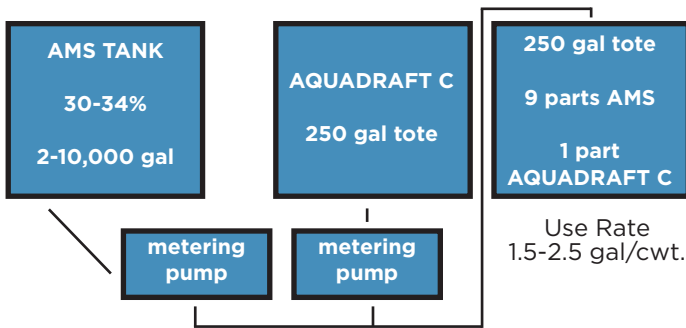 AMS TANK
30-34%
2-10,000 gal
AQUADRAFT C
250 gal tote
250 gal tote
9 parts AMS
1 part
AQUADRAFT C
metering
pump
metering
pump
Use Rate
1.5-2.5 gal/cwt.